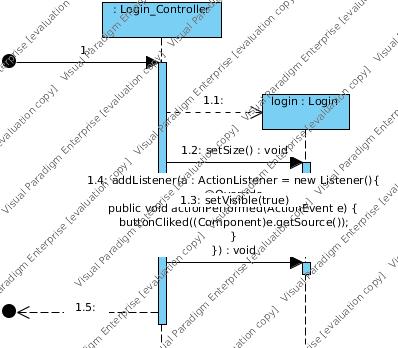 : Login_Controller
1:
1.1:
login : Login
1.2: setSize() : void
1.4: addListener(a : ActionListener = new Listener(){
@Override
1.3: setVisible(true)
public void actionPerformed(ActionEvent e) {
buttonCliked((Component)e.getSource());
}
}) : void
1.5:
Visual Paradigm Enterprise [evaluation copy]